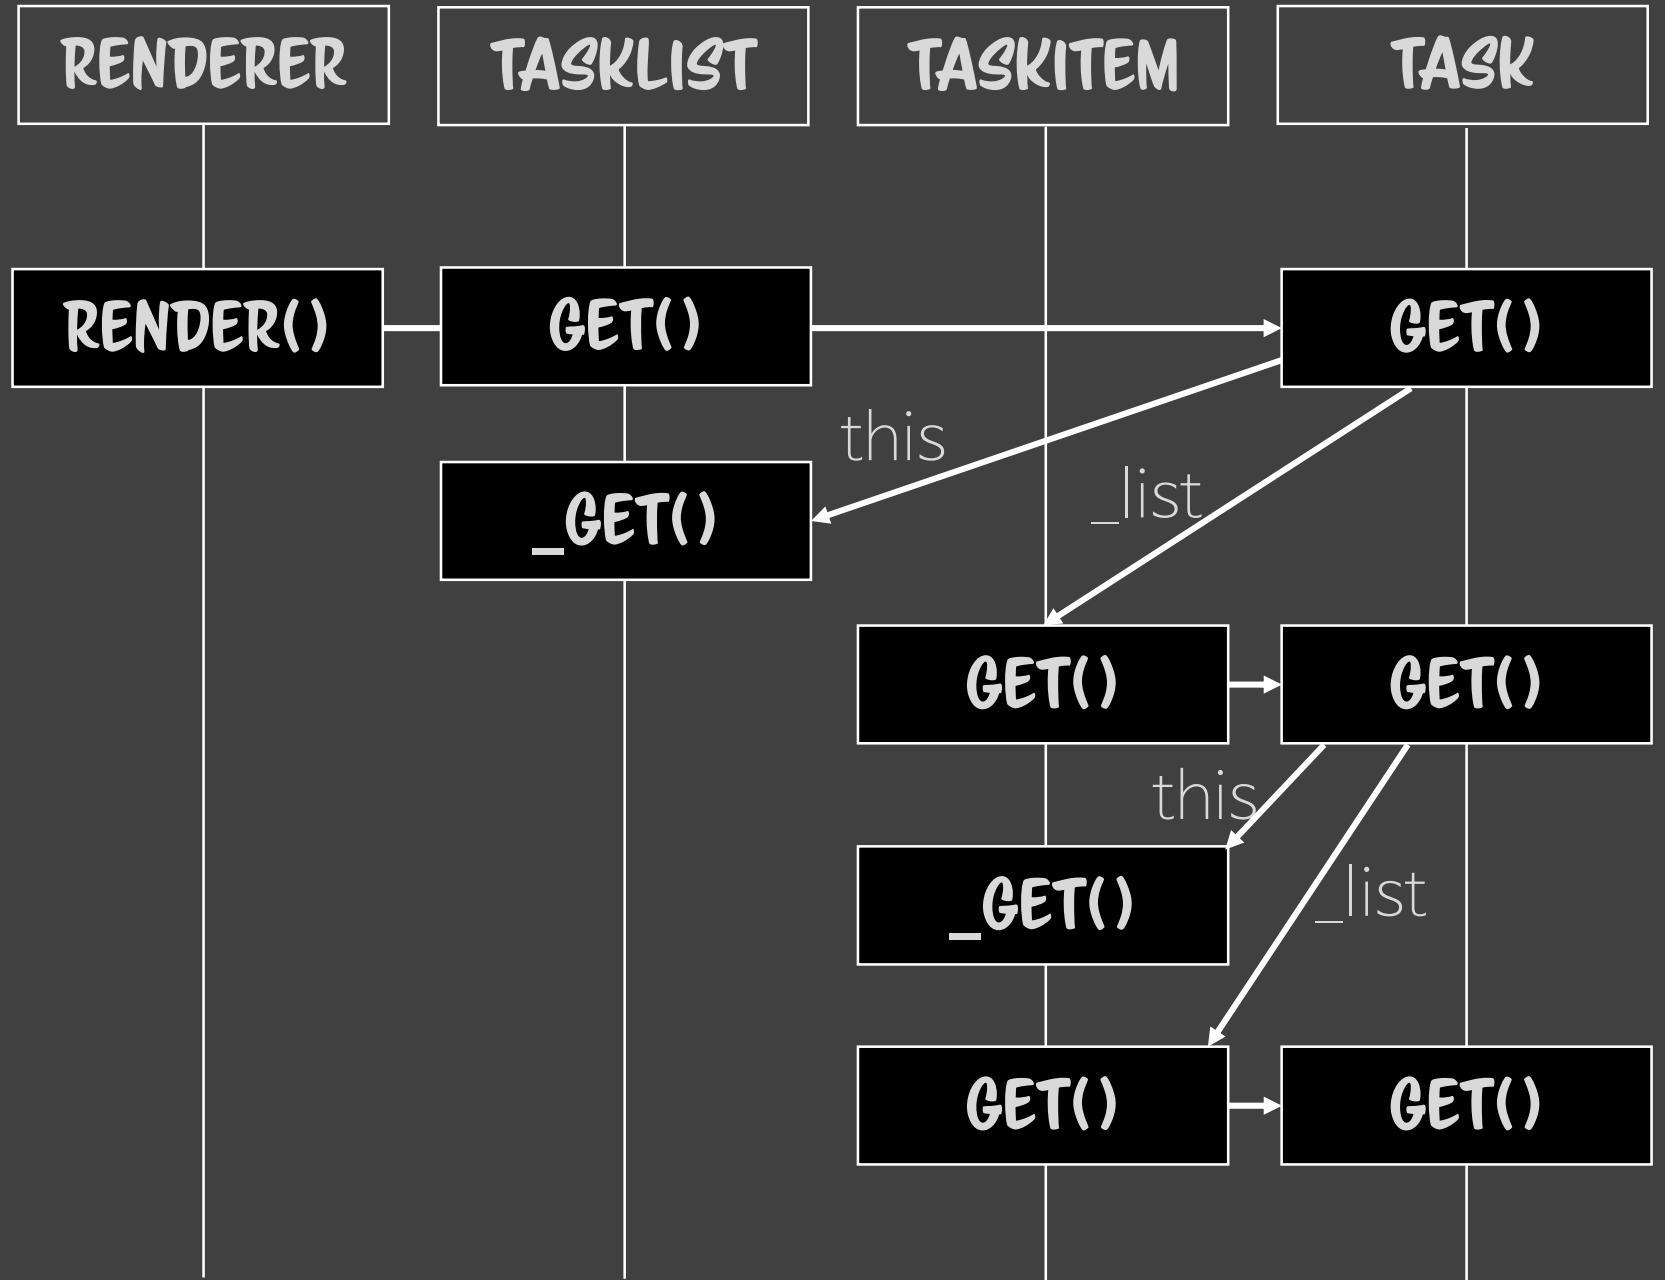 RENDERER
TASKLIST
TASKITEM
TASK
RENDER()
GET()
GET()
this
_list
_GET()
GET()
GET()
this
_list
_GET()
GET()
GET()